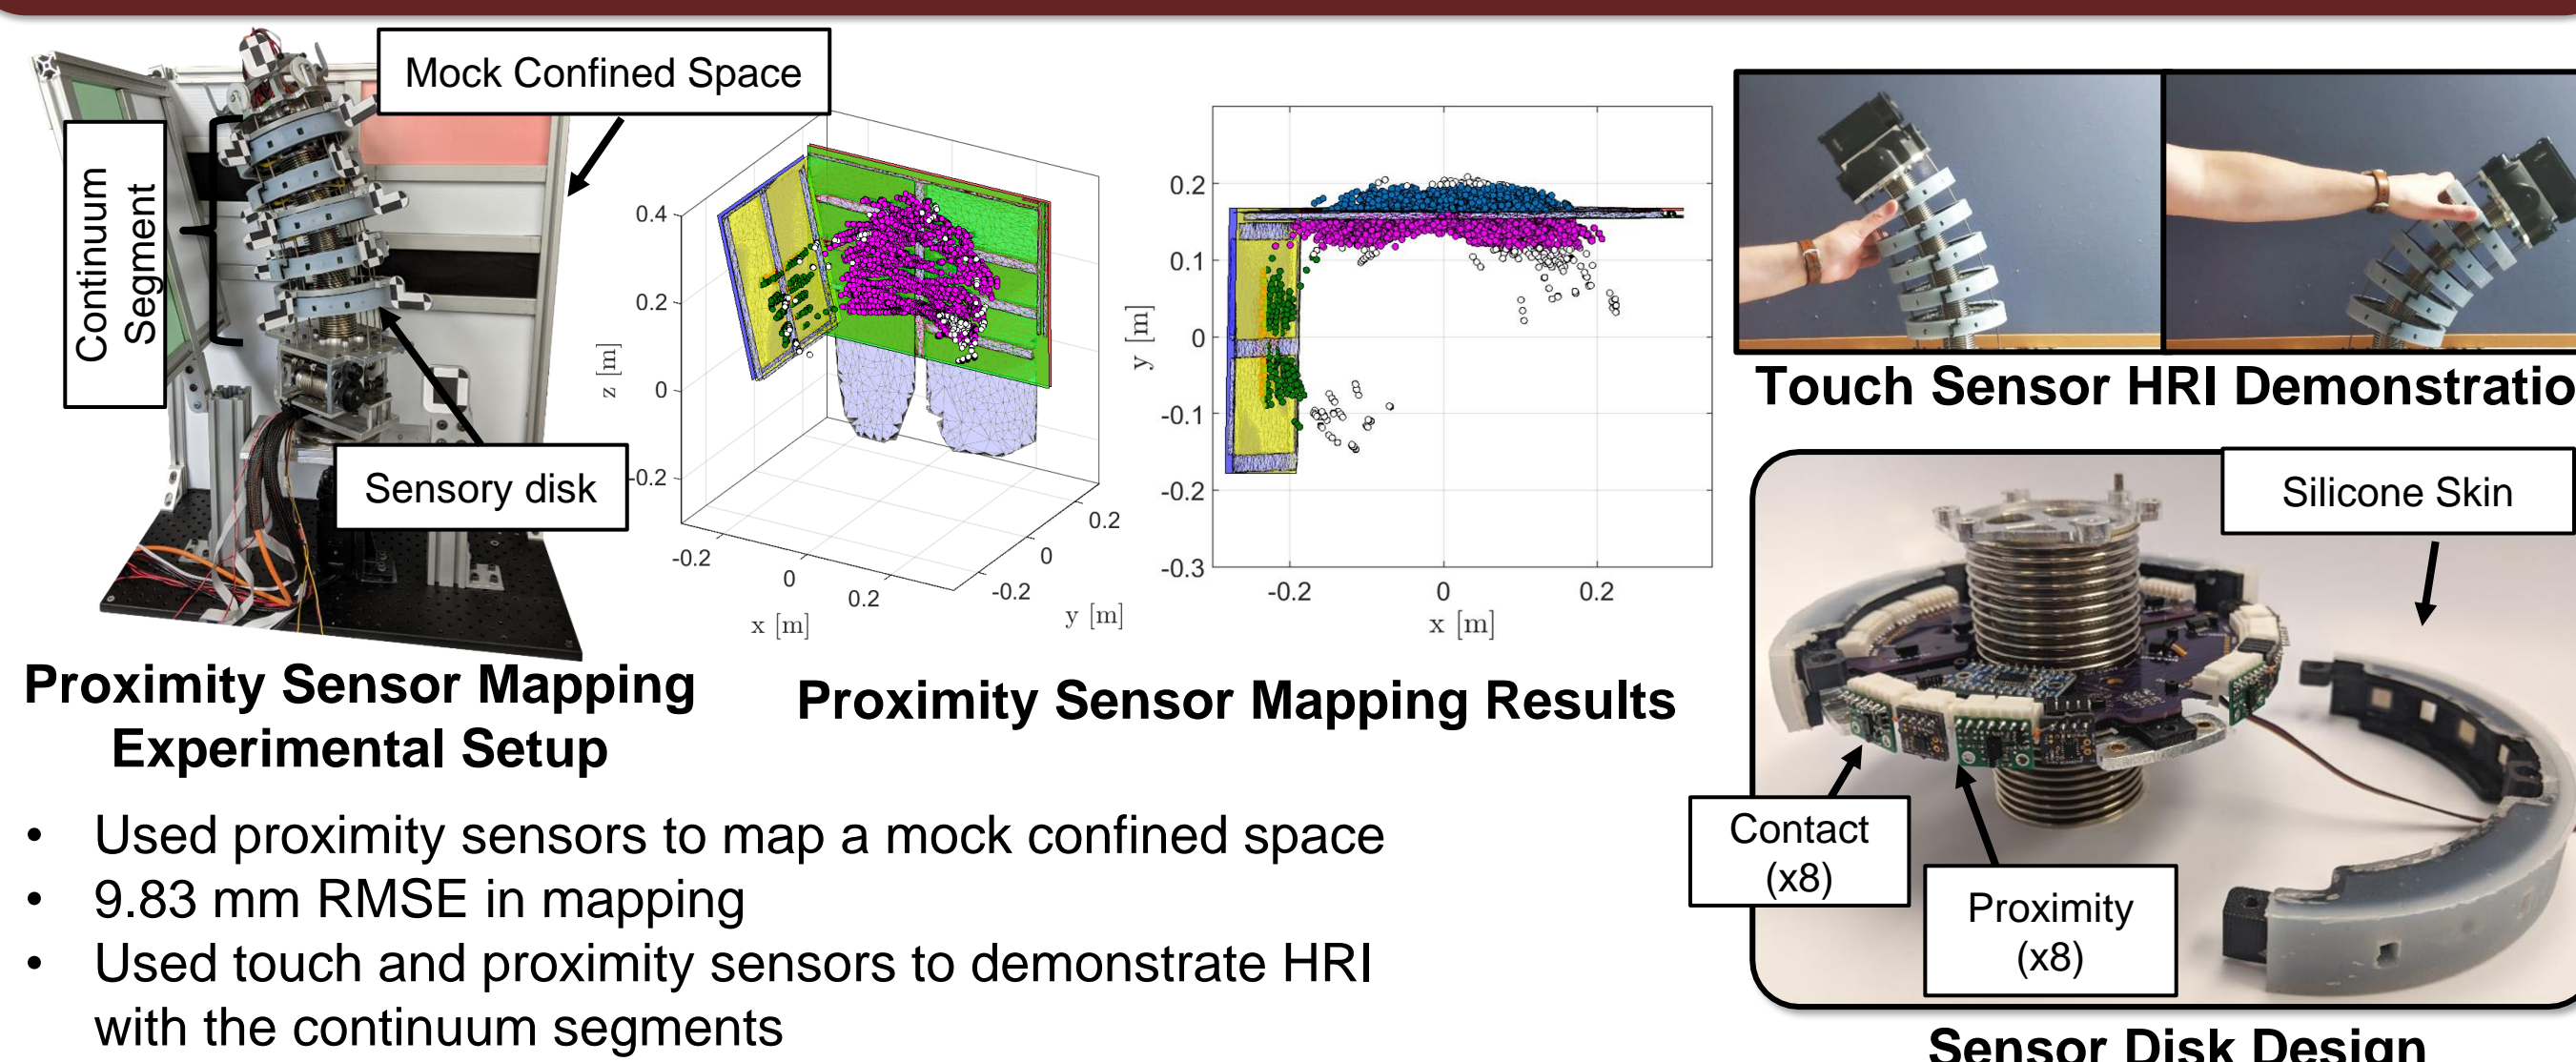 Mock Confined Space
Continuum
Segment
Sensory disk
0.4
0.2
0
-0.2
z [m]
-0.2
0
0.2
x [m]
-0.2
0
0.2
y [m]
0.2
0.1
0
-0.1
-0.2
-0.3
y [m]
-0.2
0
0.2
x [m]
Touch Sensor HRI Demonstratio
Silicone Skin
Contact
(x8)
Proximity
(x8)
Sensor Disk Design
Proximity Sensor Mapping
Experimental Setup
Proximity Sensor Mapping Results
• Used proximity sensors to map a mock confined space
• 9.83 mm RMSE in mapping
• Used touch and proximity sensors to demonstrate HRI
with the continuum segments